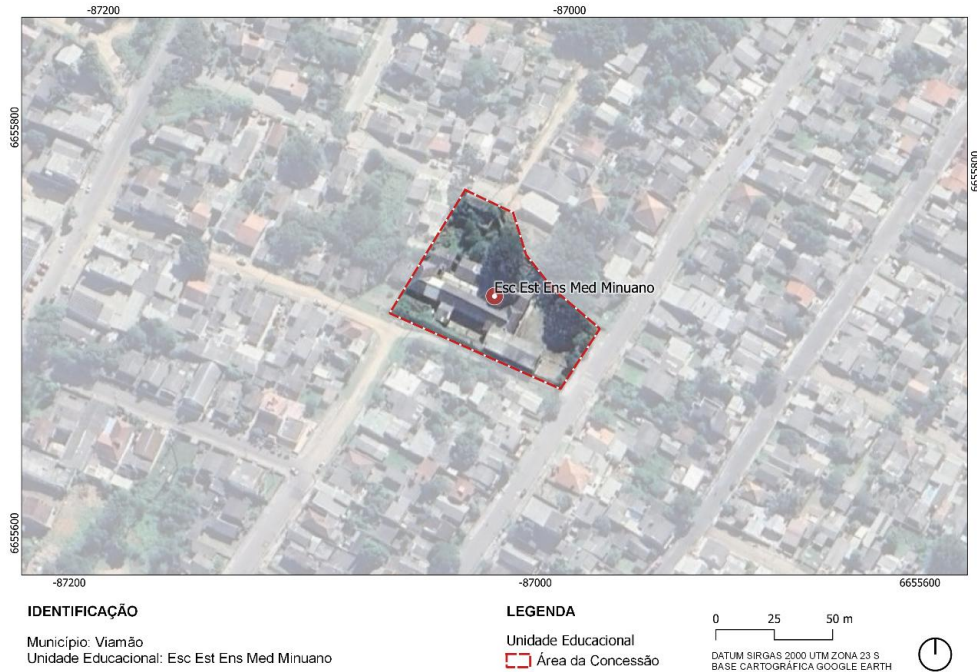 -87200
-87000
6655800
6655800
Esc Est Ens Med Minuano
6655600
-87200
-87000
6655600
IDENTIFICAÇÃO
Município: Viamão
Unidade Educacional: Esc Est Ens Med Minuano
LEGENDA
Unidade Educacional
Área da Concessão
0 25 50 m
DATUM SIRGAS 2000 UTM ZONA 23 S
BASE CARTOGRÁFICA GOOGLE EARTH